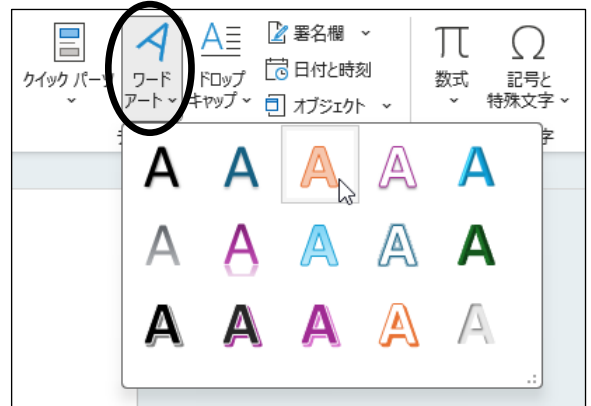 クイック パーツ
ワード
アート
ドロップ
キャップ
署名欄
日付と時刻
オブジェクト
π
数式
Ω
記号と
特殊文字
字
A A A A A
A A A A A
A A A A A